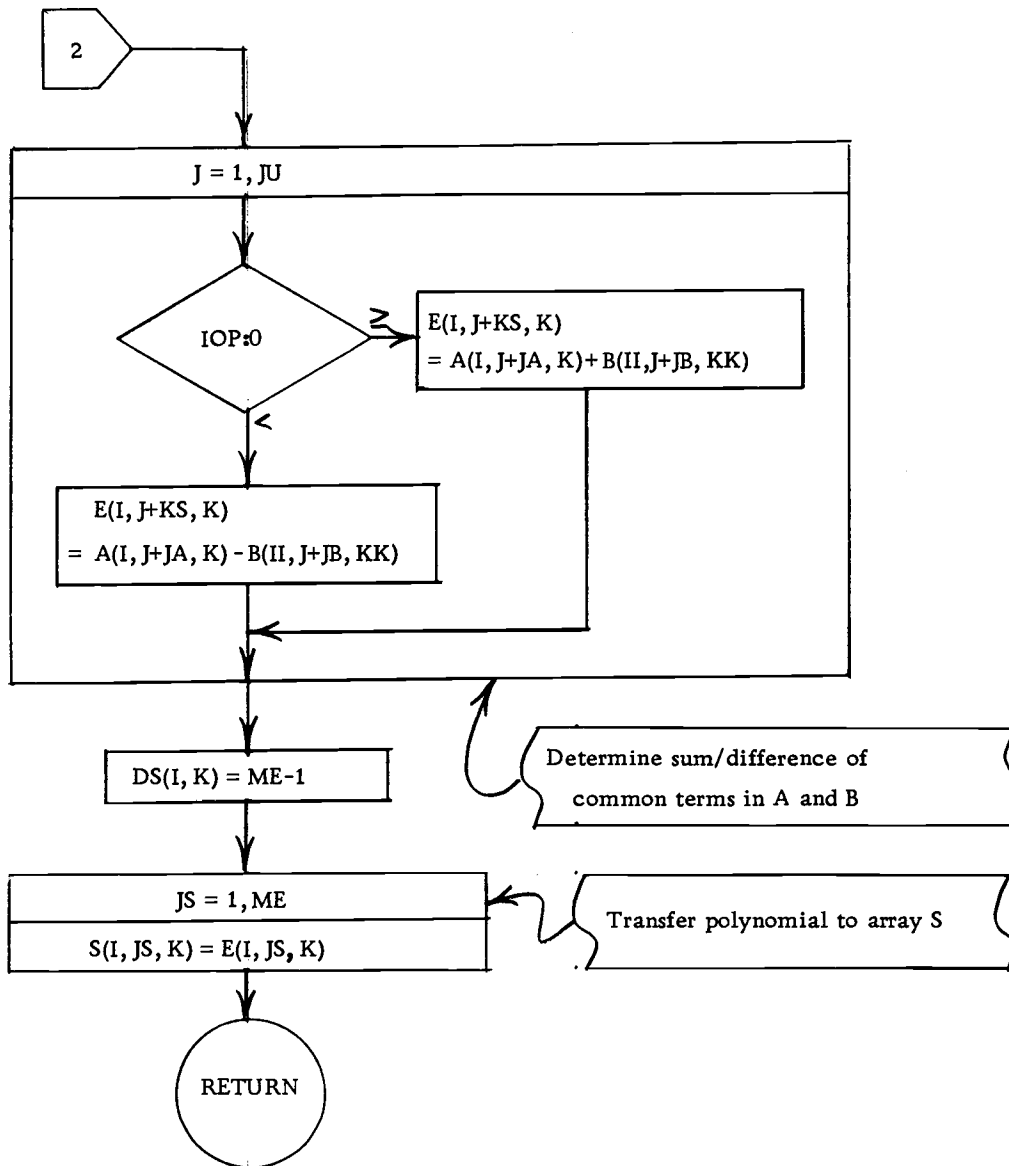 2
J = 1, JU
IOP:0
≥
E(I, J+KS, K)
= A(I, J+JA, K)+B(II,J+JB, KK)
<
E(I, J+KS, K)
= A(I, J+JA, K) -B(II, J+JB, KK)
DS(I, K) = ME-1
Determine sum/difference of
common terms in A and B
JS = 1, ME
S(I, JS, K) = E(I, JS, K)
Transfer polynomial to array S
RETURN